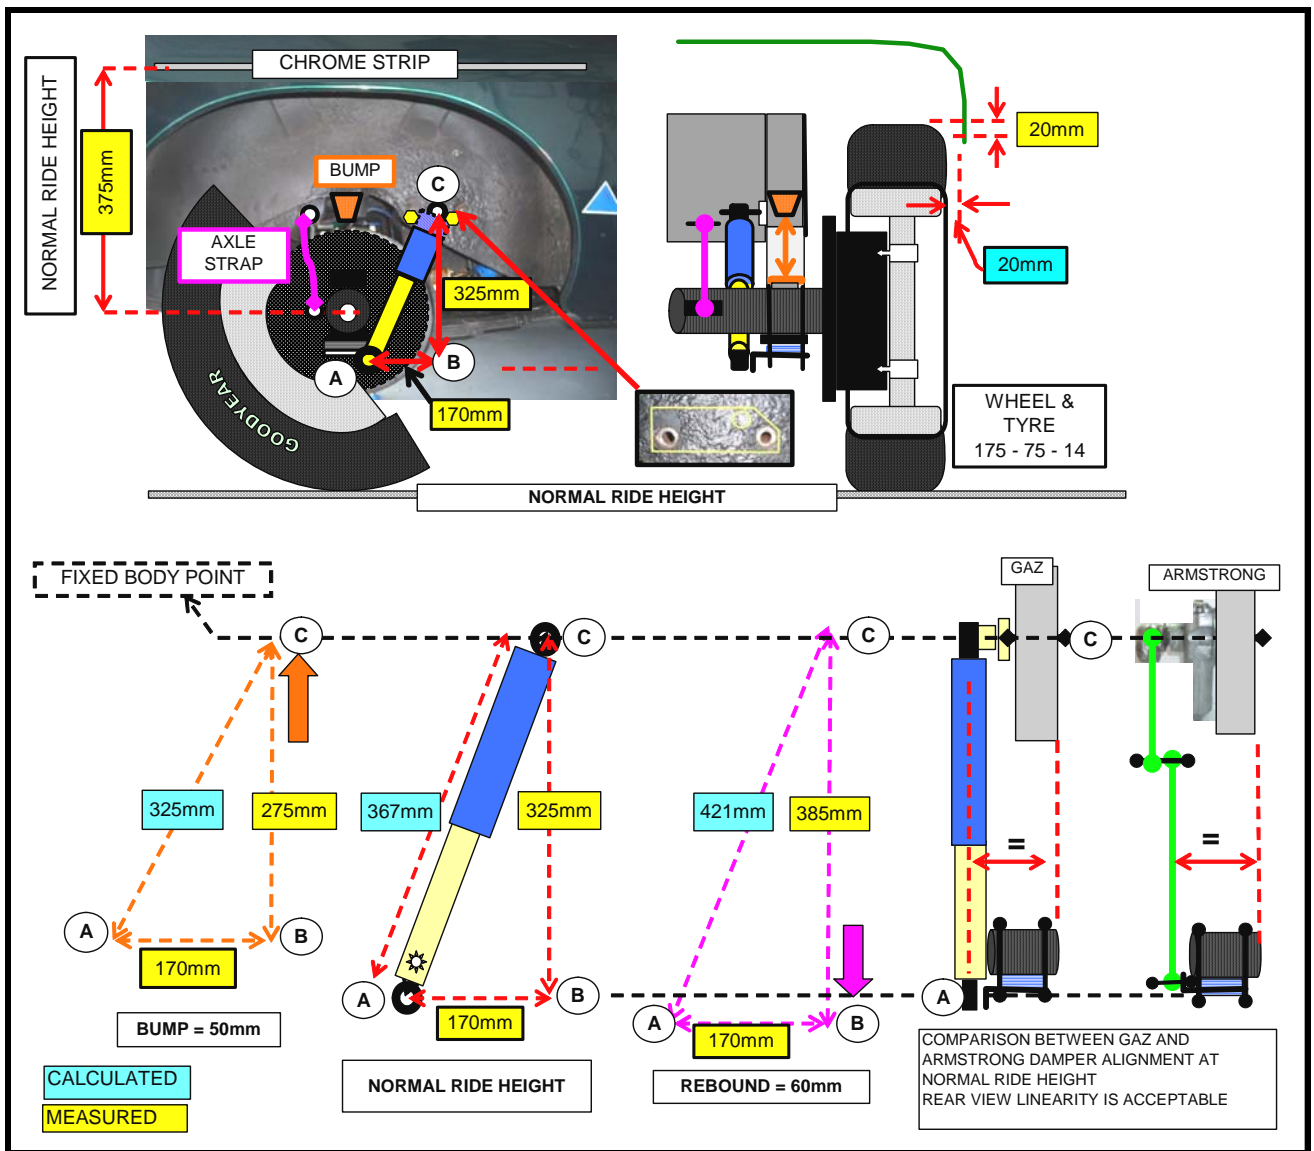 CHROME STRIP
NORMAL RIDE HEIGHT
375mm
BUMP
C
AXLE
STRAP
325mm
A
B
170mm
GOODYEAR
20mm
20mm
WHEEL &
TYRE
175 - 75 - 14
NORMAL RIDE HEIGHT
FIXED BODY POINT
C
325mm
275mm
A
B
170mm
BUMP = 50mm
CALCULATED
MEASURED
C
367mm
325mm
A
B
170mm
NORMAL RIDE HEIGHT
C
421mm
385mm
A
B
170mm
REBOUND = 60mm
GAZ
ARMSTRONG
C
=
=
A
COMPARISON BETWEEN GAZ AND
ARMSTRONG DAMPER ALIGNMENT AT
NORMAL RIDE HEIGHT
REAR VIEW LINEARITY IS ACCEPTABLE